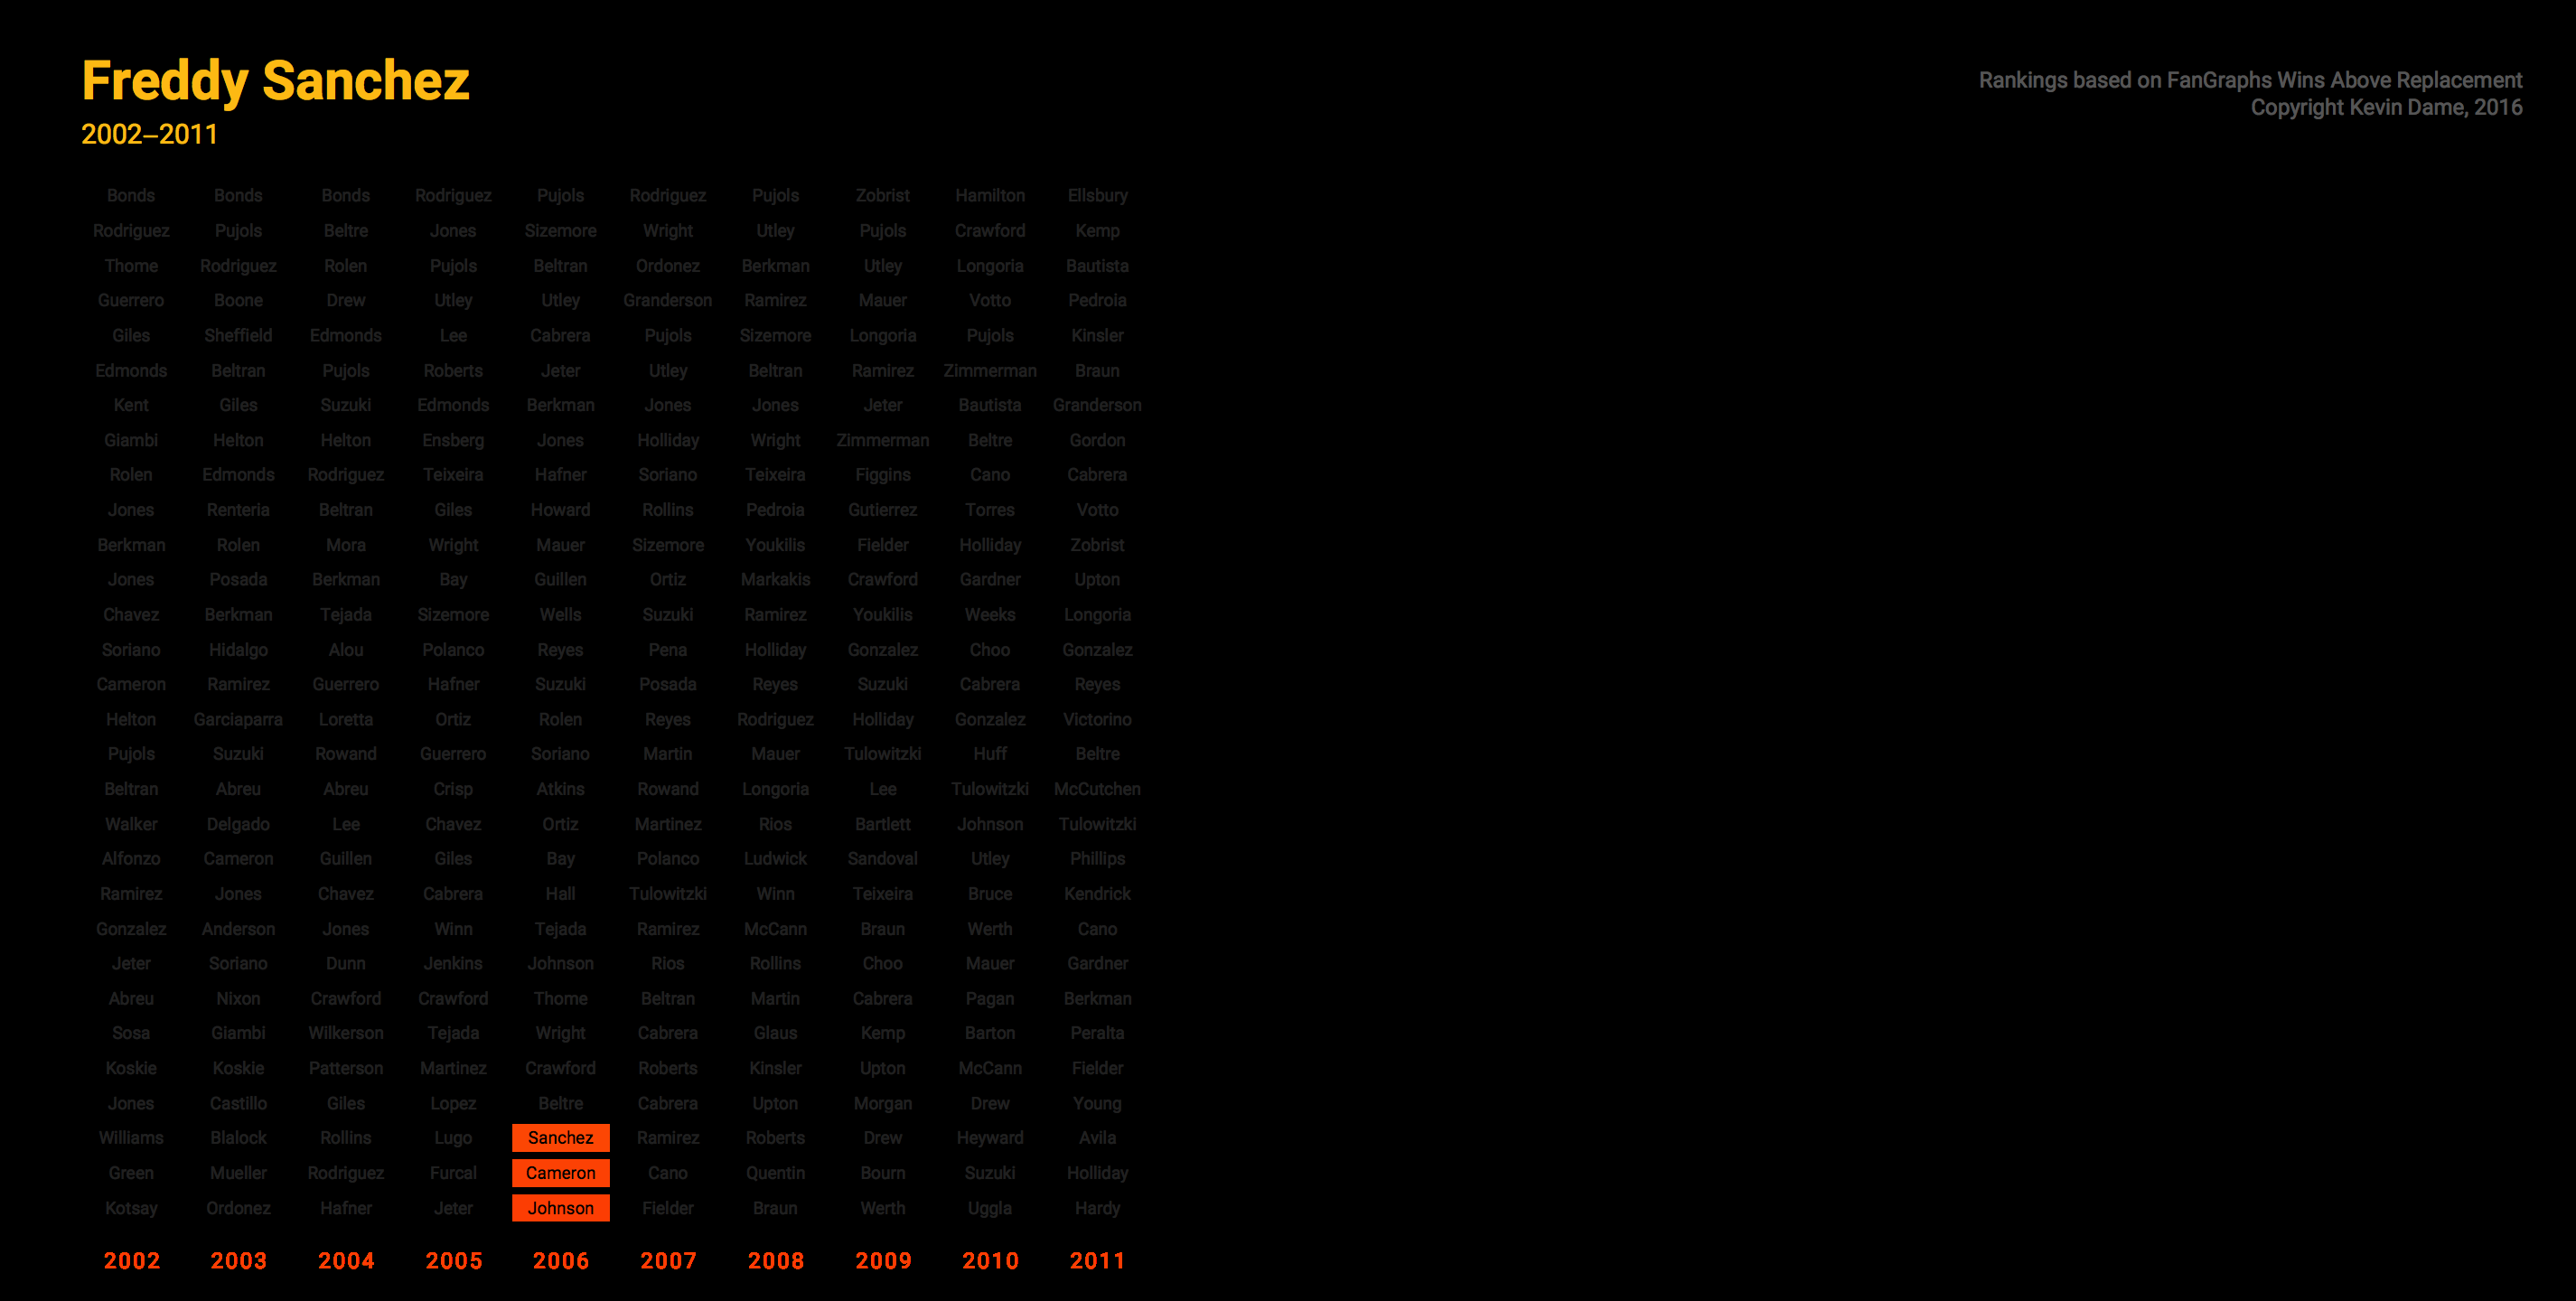 Freddy Sanchez
2002–2011
Rankings based on FanGraphs Wins Above Replacement
Copyright Kevin Dame, 2016
Bonds Bonds Bonds Rodriguez Pujols Rodriguez Pujols Zobrist Hamilton Ellsbury
Rodriguez Pujols Beltre Jones Sizemore Wright Utley Pujols Crawford Kemp
Thome Rodriguez Rolen Pujols Beltran Ordonez Berkman Utley Longoria Bautista
Guerrero Boone Drew Utley Utley Granderson Ramirez Mauer Votto Pedroia
Giles Sheffield Edmonds Lee Cabrera Pujols Sizemore Longoria Pujols Kinsler
Edmonds Beltran Pujols Roberts Jeter Utley Beltran Ramirez Zimmerman Braun
Kent Giles Suzuki Edmonds Berkman Jones Jones Jeter Bautista Granderson
Giambi Helton Helton Ensberg Jones Holliday Wright Zimmerman Beltre Gordon
Rolen Edmonds Rodriguez Teixeira Hafner Soriano Teixeira Figgins Cano Cabrera
Jones Renteria Beltran Giles Howard Rollins Pedroia Gutierrez Torres Votto
Berkman Rolen Mora Wright Mauer Sizemore Youkilis Fielder Holliday Zobrist
Jones Posada Berkman Bay Guillen Ortiz Markakis Crawford Gardner Upton
Chavez Berkman Tejada Sizemore Wells Suzuki Ramirez Youkilis Weeks Longoria
Soriano Hidalgo Alou Polanco Reyes Pena Holliday Gonzalez Choo Gonzalez
Cameron Ramirez Guerrero Hafner Suzuki Posada Reyes Suzuki Cabrera Reyes
Helton Garciaparra Loretta Ortiz Rolen Reyes Rodriguez Holliday Gonzalez Victorino
Pujols Suzuki Rowand Guerrero Soriano Martin Mauer Tulowitzki Huff Beltre
Beltran Abreu Abreu Crisp Atkins Rowand Longoria Lee Tulowitzki McCutchen
Walker Delgado Lee Chavez Ortiz Martinez Rios Bartlett Johnson Tulowitzki
Alfonzo Cameron Guillen Giles Bay Polanco Ludwick Sandoval Utley Phillips
Ramirez Jones Chavez Cabrera Hall Tulowitzki Winn Teixeira Bruce Kendrick
Gonzalez Anderson Jones Winn Tejada Ramirez McCann Braun Werth Cano
Jeter Soriano Dunn Jenkins Johnson Rios Rollins Choo Mauer Gardner
Abreu Nixon Crawford Crawford Thome Beltran Martin Cabrera Pagan Berkman
Sosa Giambi Wilkerson Tejada Wright Cabrera Glaus Kemp Barton Peralta
Koskie Koskie Patterson Martinez Crawford Roberts Kinsler Upton McCann Fielder
Jones Castillo Giles Lopez Beltre Cabrera Upton Morgan Drew Young
Williams Blalock Rollins Lugo Sanchez Ramirez Roberts Drew Heyward Avila
Green Mueller Rodriguez Furcal Cameron Cano Quentin Bourn Suzuki Holliday
Kotsay Ordonez Hafner Jeter Johnson Fielder Braun Werth Uggla Hardy
2002 2003 2004 2005 2006 2007 2008 2009 2010 2011